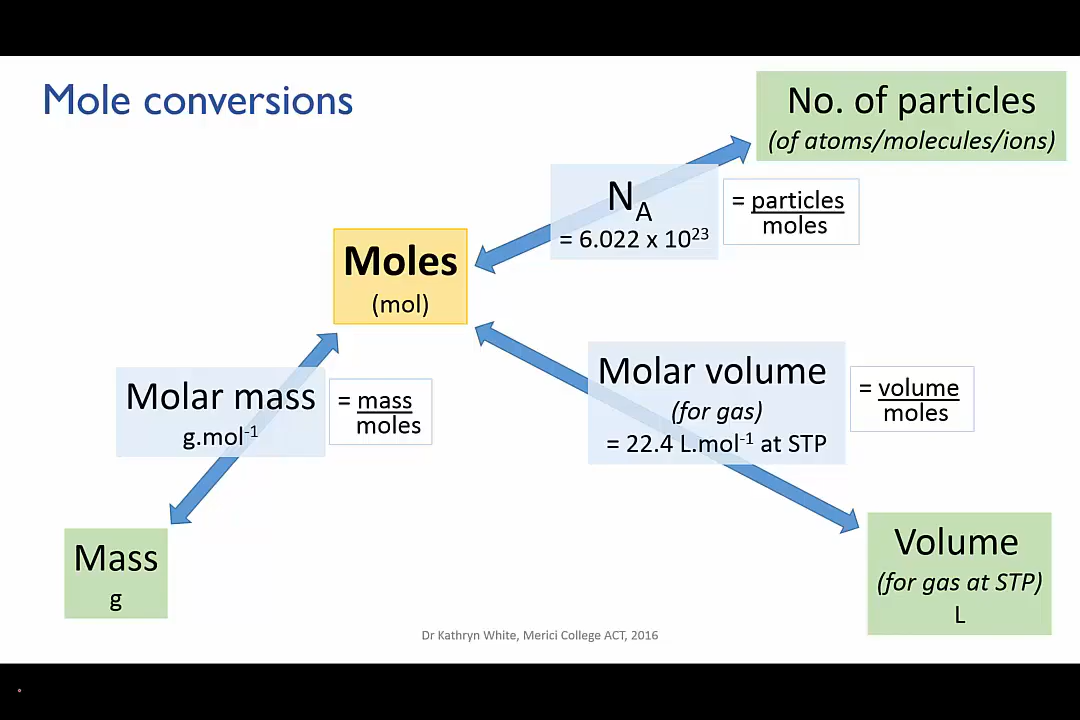 Mole conversions
No. of particles
(of atoms/molecules/ions)
N_A
= 6.022 x 10²³
= particles
moles
Moles
(mol)
Molar mass
g.mol⁻¹
= mass
moles
Molar volume
(for gas)
= 22.4 L.mol⁻¹ at STP
= volume
moles
Mass
g
Volume
(for gas at STP)
L
Dr Kathryn White, Merici College ACT, 2016